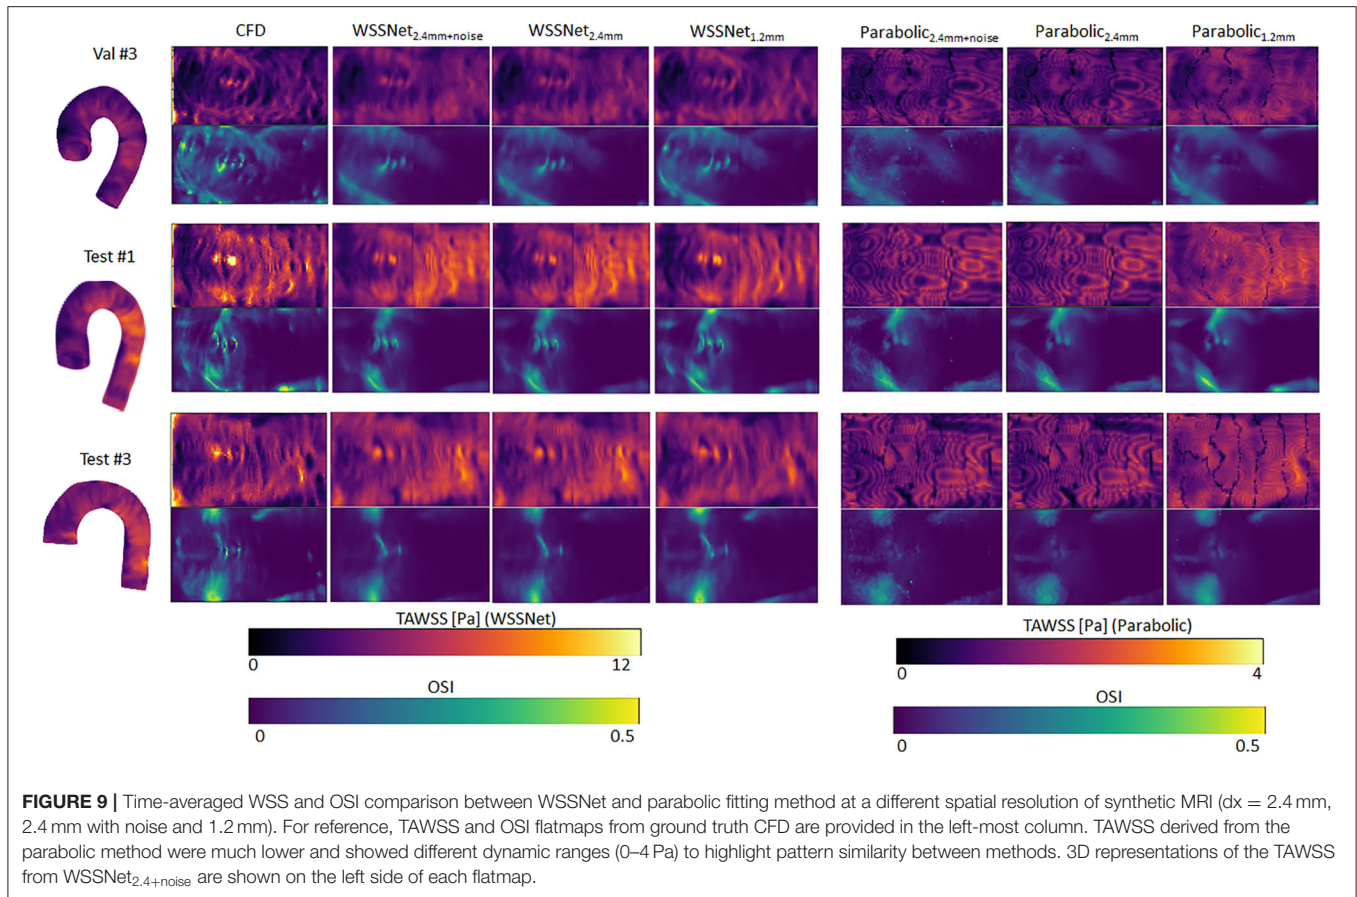 CFD WSSNet2.4mm+noise WSSNet2.4mm WSSNet1.2mm Parabolic2.4mm+noise Parabolic2.4mm Parabolic1.2mm
Val #3
Test #1
Test #3
TAWSS [Pa] (WSSNet)
0 12
OSI
0 0.5
TAWSS [Pa] (Parabolic)
0 4
OSI
0 0.5
FIGURE 9 | Time-averaged WSS and OSI comparison between WSSNet and parabolic fitting method at a different spatial resolution of synthetic MRI (dx = 2.4 mm,
2.4 mm with noise and 1.2 mm). For reference, TAWSS and OSI flatmaps from ground truth CFD are provided in the left-most column. TAWSS derived from the
parabolic method were much lower and showed different dynamic ranges (0–4 Pa) to highlight pattern similarity between methods. 3D representations of the TAWSS
from WSSNet2.4+noise are shown on the left side of each flatmap.